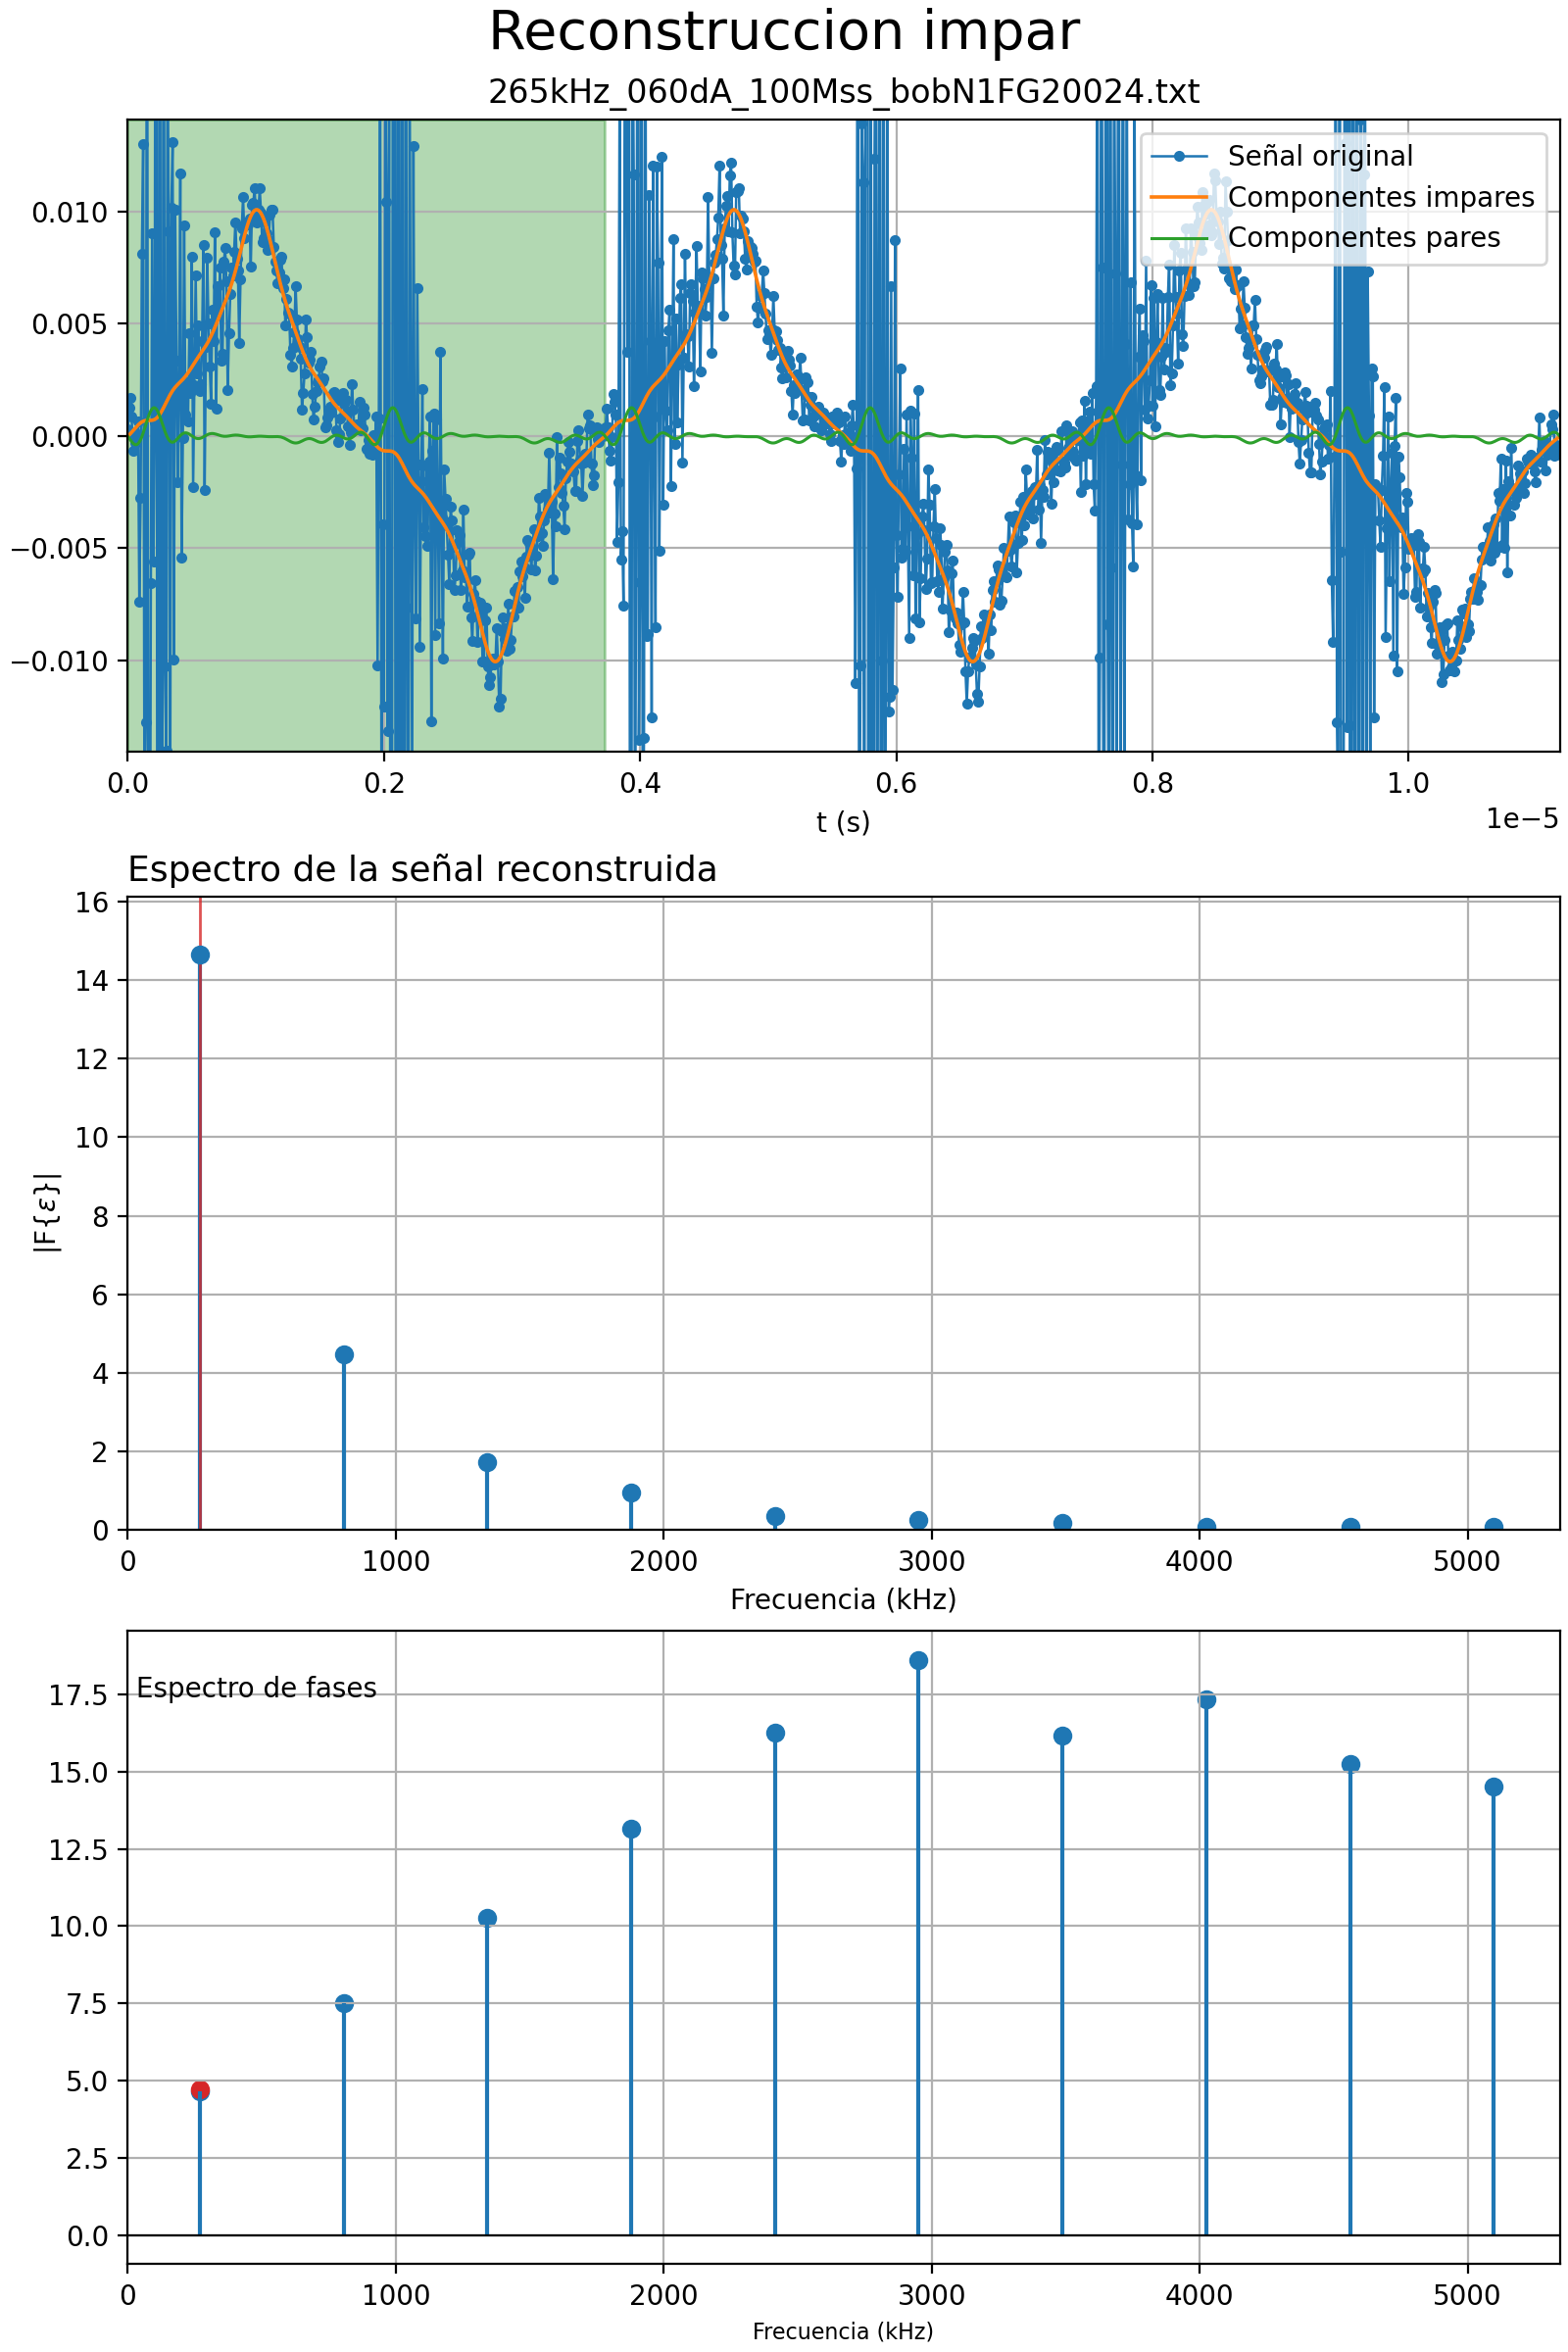 Reconstruccion impar
265kHz_060dA_100Mss_bobN1FG20024.txt
Señal original
Componentes impares
Componentes pares
0.010
0.005
0.000
−0.005
−0.010
0.0 0.2 0.4 0.6 0.8 1.0
1e−5
t (s)
Espectro de la señal reconstruida
16
14
12
10
8
6
4
2
0
|F{ε}|
0 1000 2000 3000 4000 5000
Frecuencia (kHz)
Espectro de fases
17.5
15.0
12.5
10.0
7.5
5.0
2.5
0.0
0 1000 2000 3000 4000 5000
Frecuencia (kHz)